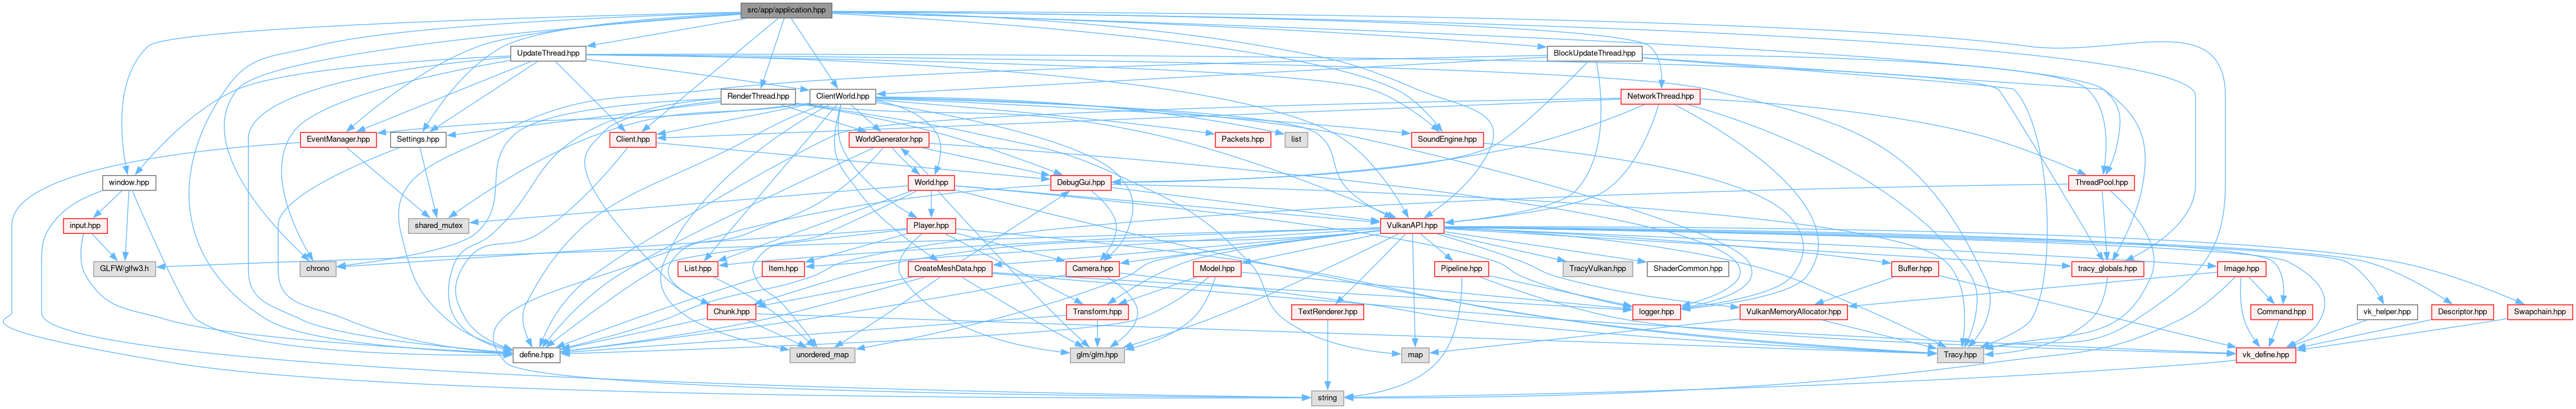 src/app/application.hpp
UpdateThread.hpp
BlockUpdateThread.hpp
RenderThread.hpp
ClientWorld.hpp
NetworkThread.hpp
EventManager.hpp
Settings.hpp
Client.hpp
WorldGenerator.hpp
Packets.hpp
list
SoundEngine.hpp
window.hpp
World.hpp
DebugGui.hpp
ThreadPool.hpp
input.hpp
shared_mutex
Player.hpp
VulkanAPI.hpp
GLFW/glfw3.h
chrono
List.hpp
Item.hpp
CreateMeshData.hpp
Camera.hpp
Model.hpp
Pipeline.hpp
TracyVulkan.hpp
ShaderCommon.hpp
Buffer.hpp
tracy_globals.hpp
Image.hpp
Chunk.hpp
Transform.hpp
TextRenderer.hpp
logger.hpp
VulkanMemoryAllocator.hpp
Command.hpp
vk_helper.hpp
Descriptor.hpp
Swapchain.hpp
define.hpp
unordered_map
glm/glm.hpp
map
Tracy.hpp
vk_define.hpp
string